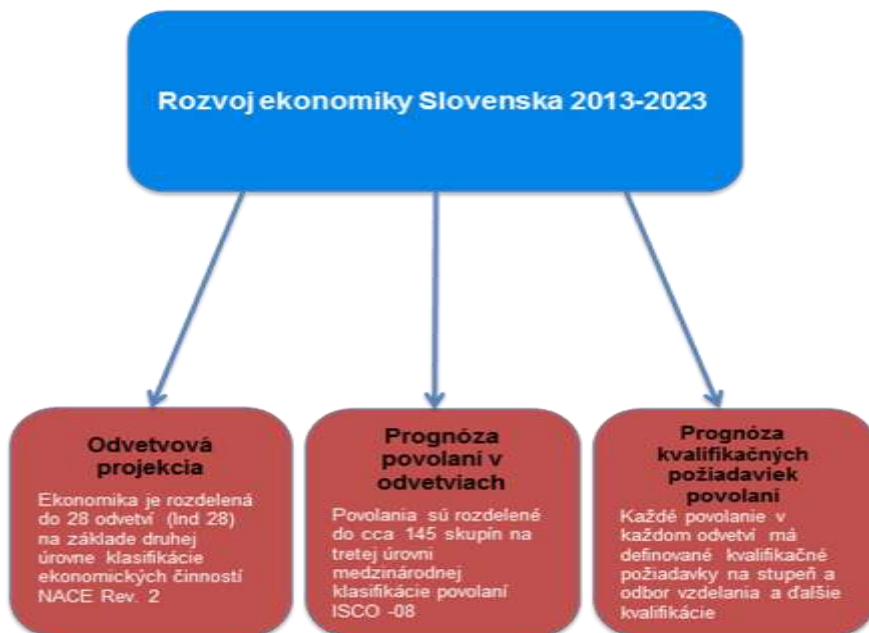 Rozvoj ekonomiky Slovenska 2013-2023
Odvetvová
projekcia
Ekonomika je rozdelená
do 28 odvetví (Ind 28)
na základe druhej
úrovne klasifikácie
ekonomických činností
NACE Rev. 2
Prognóza
povolaní v
odvetviach
Povolania sú rozdelené
do cca 145 skupín na
tretej úrovni
medzinárodnej
klasifikácie povolaní
ISCO -08
Prognóza
kvalifikačných
požiadaviek
povolaní
Každé povolanie v
každom odvetví má
definované kvalifikačné
požiadavky na stupeň a
odbor vzdelania a ďalšie
kvalifikácie